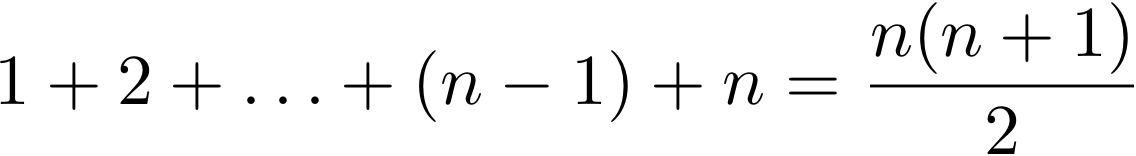 1 + 2 + … + (n − 1) + n = n(n + 1)/2